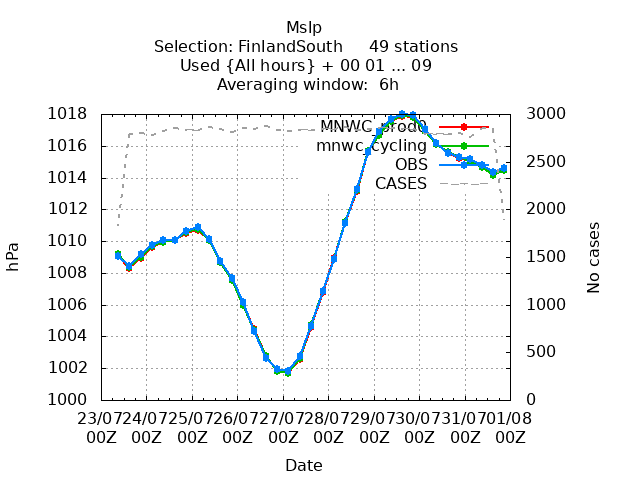 Mslp
Selection: FinlandSouth 49 stations
Used {All hours} + 00 01 ... 09
Averaging window: 6h
1018 3000
MNWC_prod0
1016 mnwc_cycling
2500
1014 OBS
CASES
1012 2000
1010
1500
1008
1006 1000
1004
500
1002
1000 0
hPa
No cases
23/07 24/07 25/07 26/07 27/07 28/07 29/07 30/07 31/07 01/08
00Z 00Z 00Z 00Z 00Z 00Z 00Z 00Z 00Z 00Z
Date